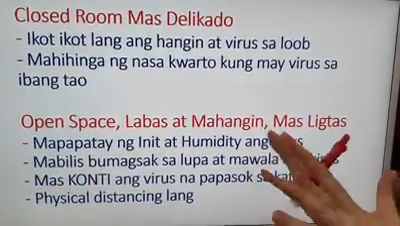 Closed Room Mas Delikado
- Ikot ikot lang ang hangin at virus sa loob
- Mahihinga ng nasa kwarto kung may virus sa
ibang tao
Open Space, Labas at Mahangin, Mas Ligtas
- Mapapatay ng Init at Humidity ang
- Mabilis bumagsak sa lupa at mawala
- Mas KONTI ang virus na papasok sa
- Physical distancing lang